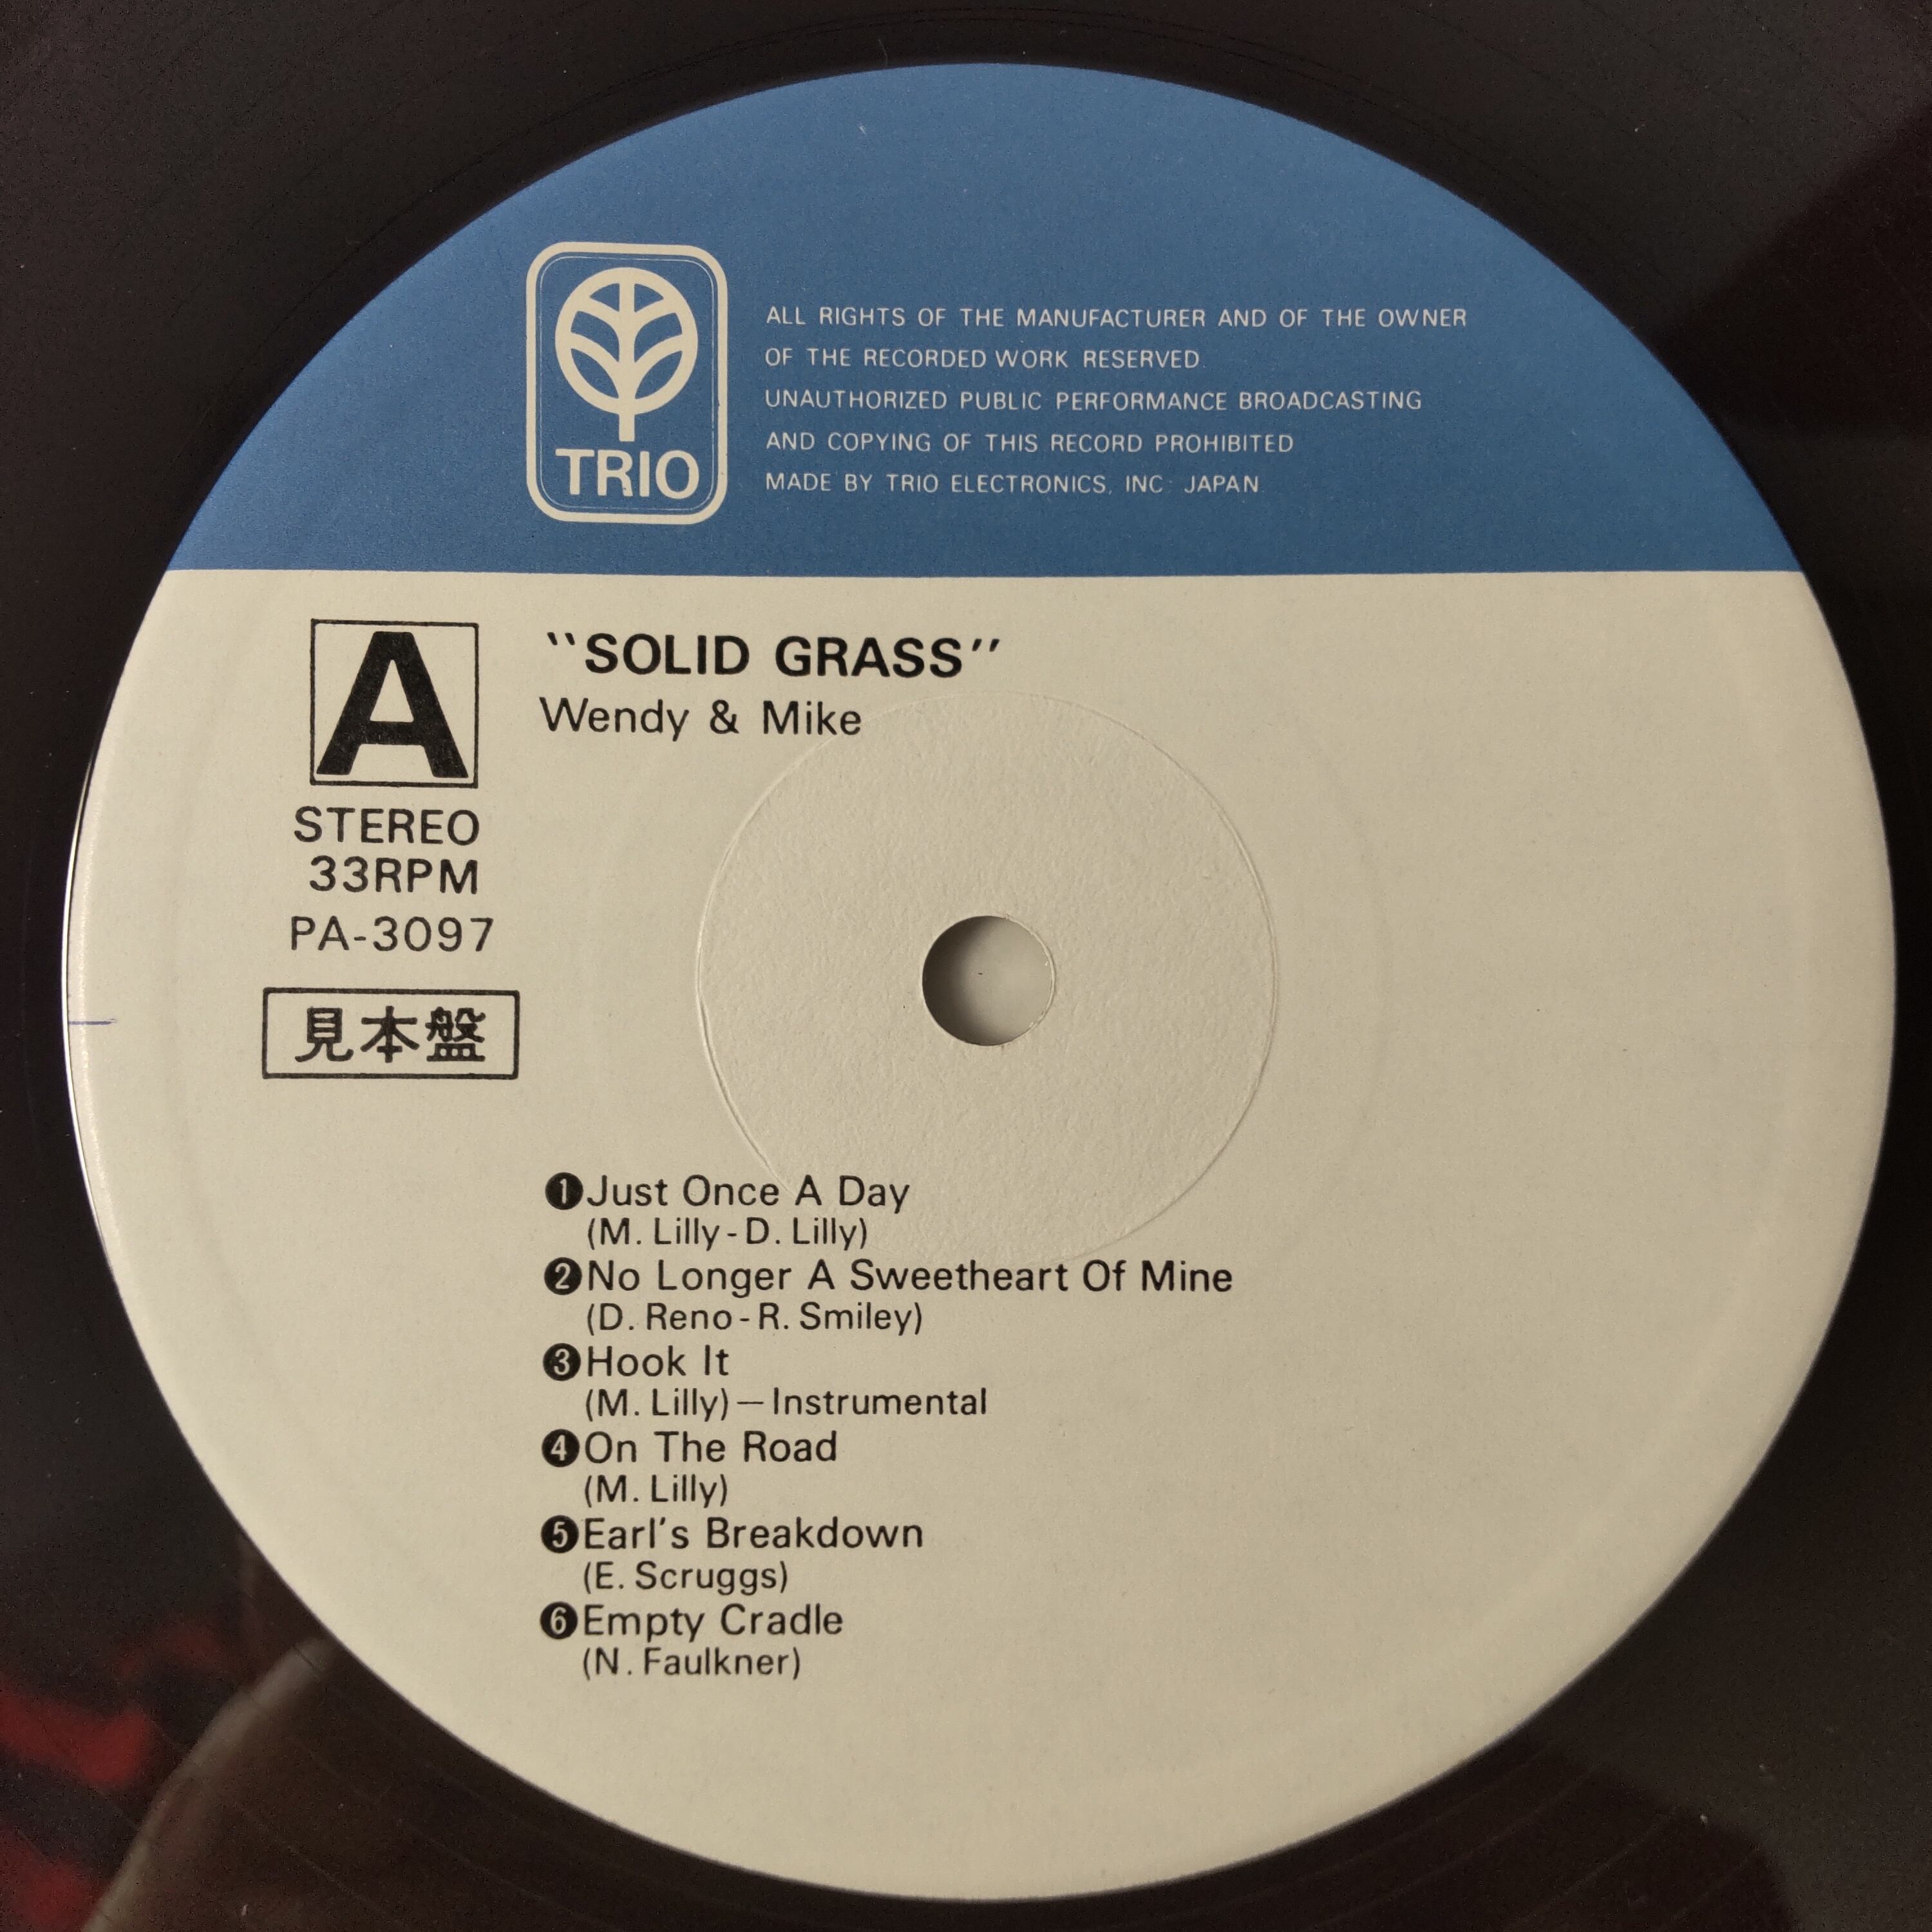 TRIO
ALL RIGHTS OF THE MANUFACTURER AND OF THE OWNER
OF THE RECORDED WORK RESERVED.
UNAUTHORIZED PUBLIC PERFORMANCE BROADCASTING
AND COPYING OF THIS RECORD PROHIBITED
MADE BY TRIO ELECTRONICS, INC. JAPAN.
A
STEREO
33RPM
PA-3097
見本盤
"SOLID GRASS"
Wendy & Mike
❶Just Once A Day
(M. Lilly-D. Lilly)
❷No Longer A Sweetheart Of Mine
(D. Reno-R. Smiley)
❸Hook It
(M. Lilly)—Instrumental
❹On The Road
(M. Lilly)
❺Earl's Breakdown
(E. Scruggs)
❻Empty Cradle
(N. Faulkner)